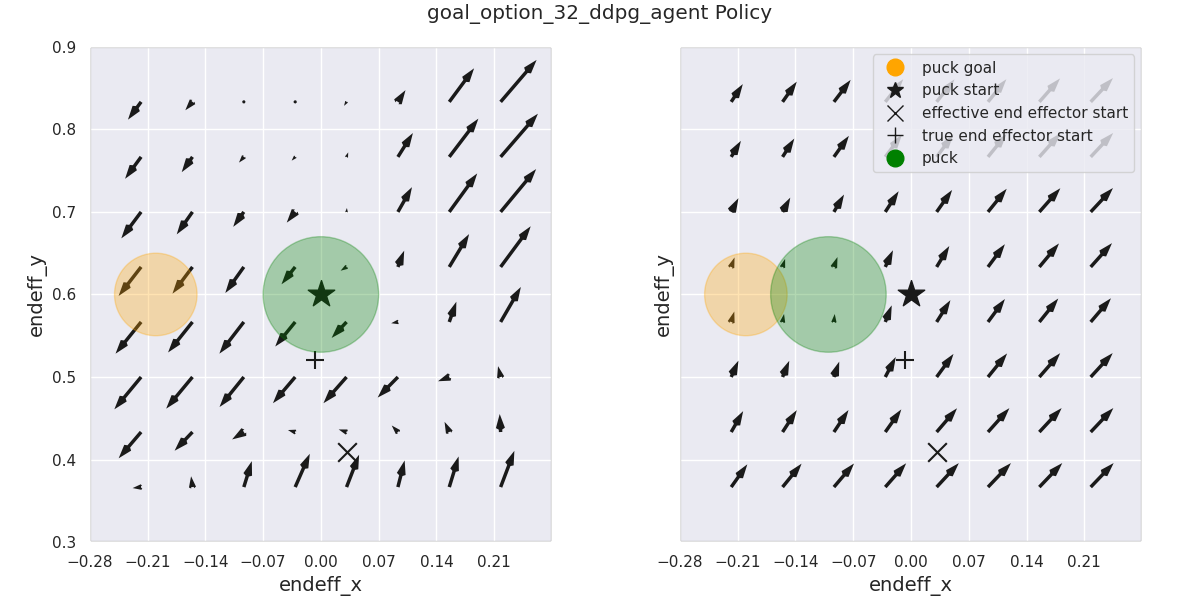 goal_option_32_ddpg_agent Policy
0.9
0.8
0.7
0.6
0.5
0.4
0.3
endeff_y
−0.28 −0.21 −0.14 −0.07 0.00 0.07 0.14 0.21
endeff_x
puck goal
puck start
effective end effector start
true end effector start
puck
endeff_y
−0.28 −0.21 −0.14 −0.07 0.00 0.07 0.14 0.21
endeff_x